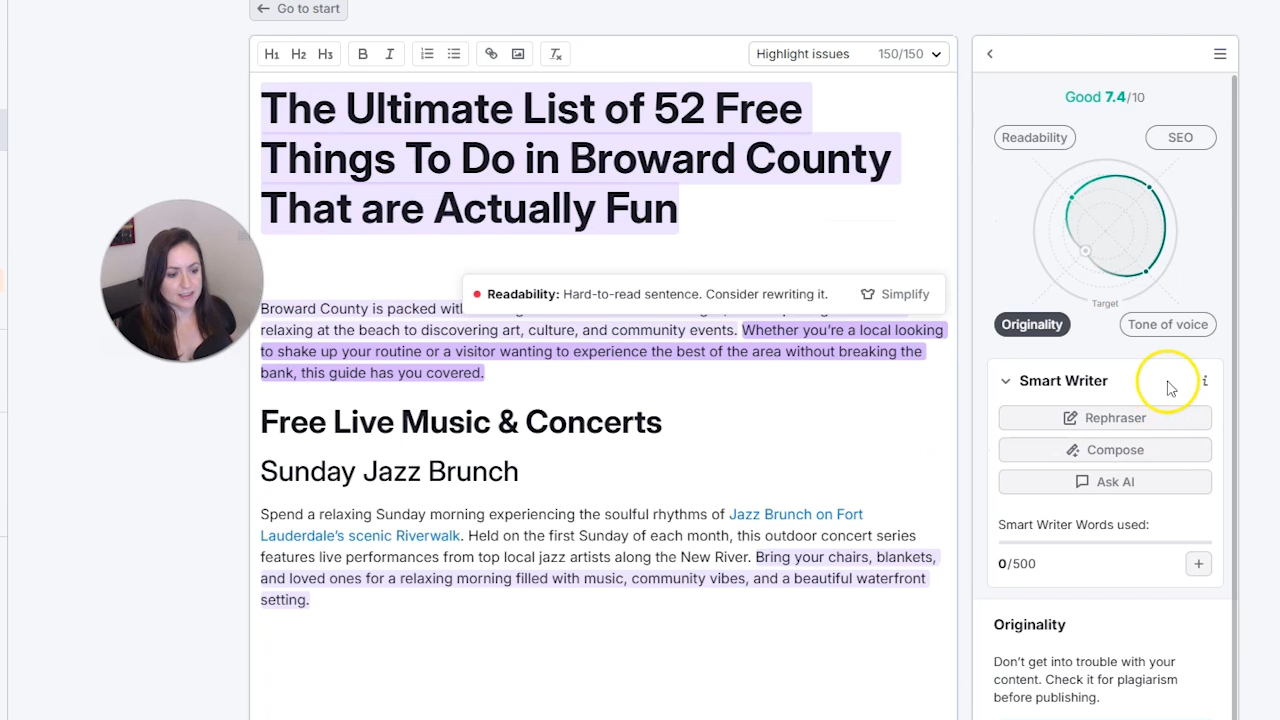 Go to start
H1 H2 H3 B I
Highlight issues 150/150
The Ultimate List of 52 Free
Things To Do in Broward County
That are Actually Fun
Readability: Hard-to-read sentence. Consider rewriting it. Simplify
Broward County is packed with
relaxing at the beach to discovering art, culture, and community events. Whether you're a local looking
to shake up your routine or a visitor wanting to experience the best of the area without breaking the
bank, this guide has you covered.
Free Live Music & Concerts
Sunday Jazz Brunch
Spend a relaxing Sunday morning experiencing the soulful rhythms of Jazz Brunch on Fort
Lauderdale's scenic Riverwalk. Held on the first Sunday of each month, this outdoor concert series
features live performances from top local jazz artists along the New River. Bring your chairs, blankets,
and loved ones for a relaxing morning filled with music, community vibes, and a beautiful waterfront
setting.
Good 7.4/10
Readability
SEO
Target
Originality
Tone of voice
Smart Writer i
Rephraser
Compose
Ask AI
Smart Writer Words used:
0/500
+
Originality
Don't get into trouble with your
content. Check it for plagiarism
before publishing.